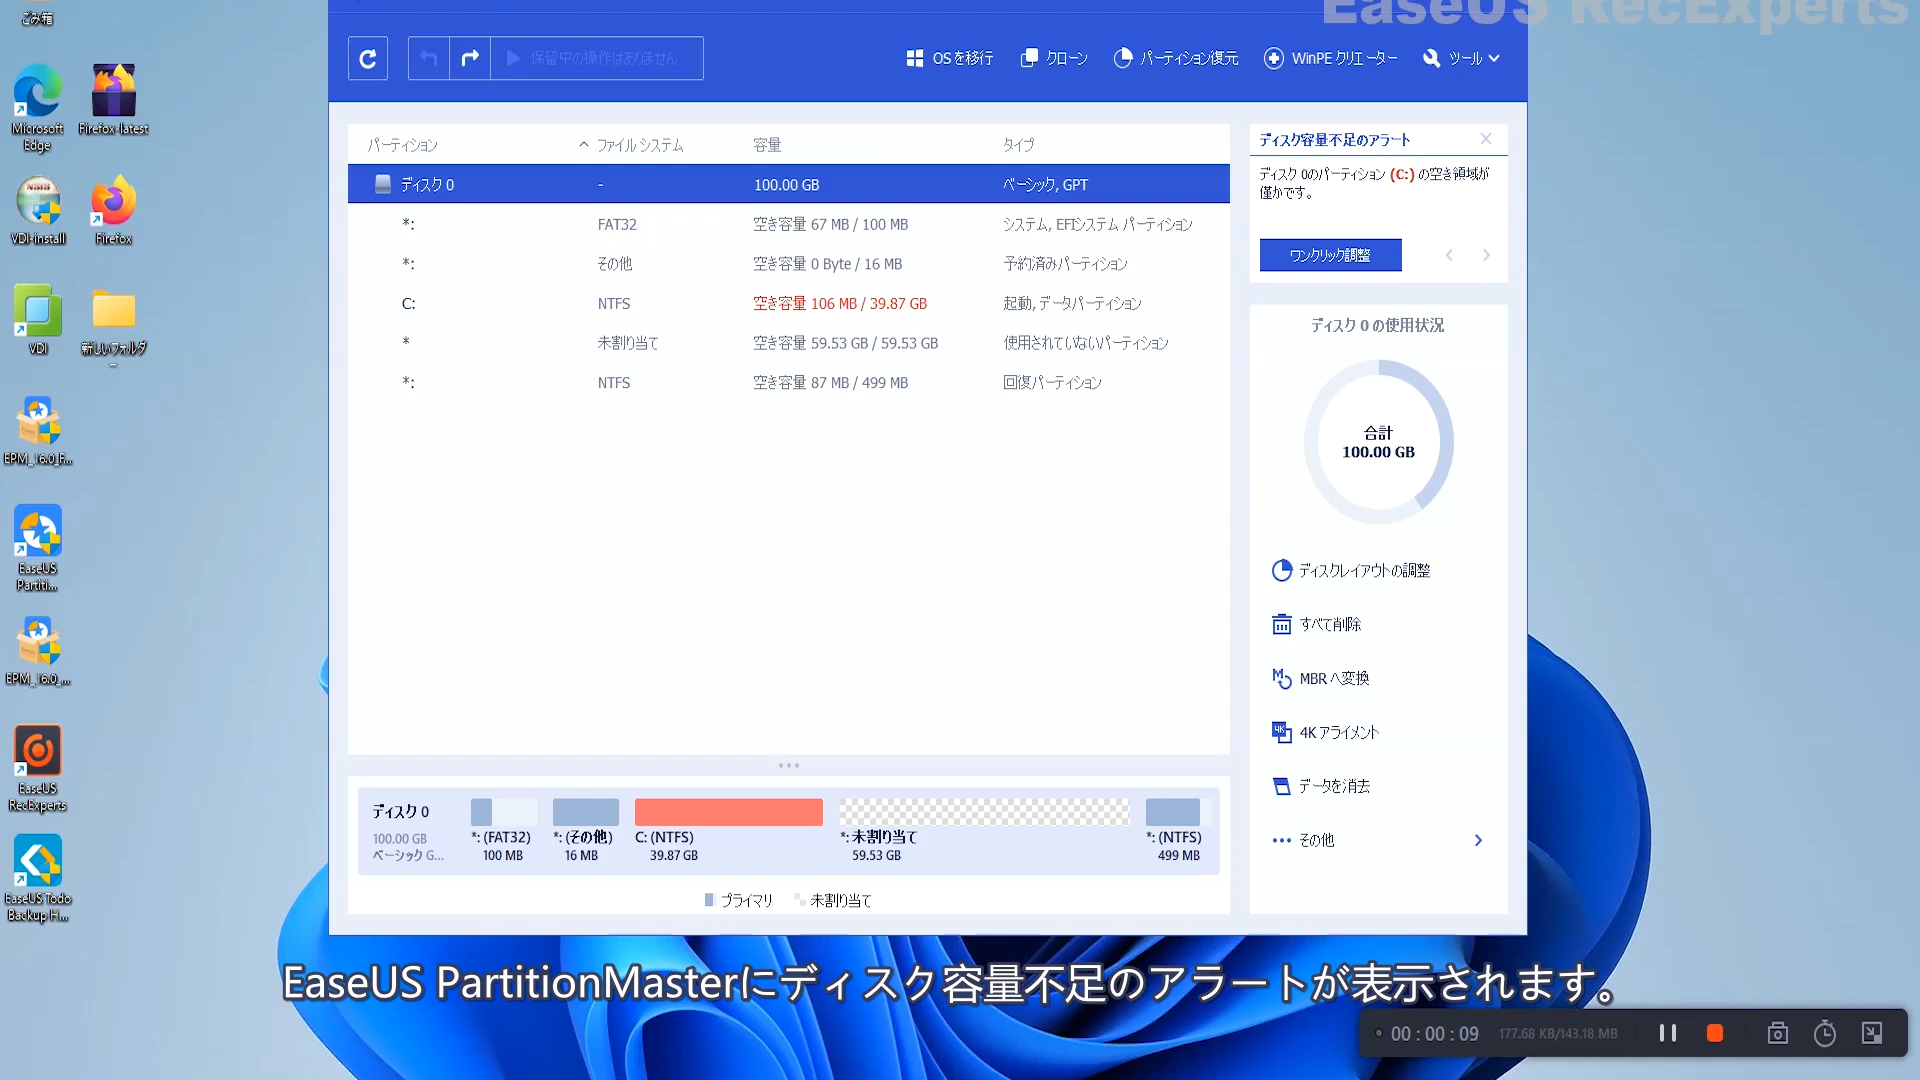 EaseUS RecExperts
ごみ箱
Microsoft
Edge
Firefox-latest
VDI-install
Firefox
VDI
新しいフォルダ
ー
EPM_16.0_F...
EaseUS
Partiti...
EPM_16.0_...
EaseUS
RecExperts
EaseUS Todo
Backup H...
保留中の操作はありません
OSを移行
クローン
パーティション復元
WinPE クリエーター
ツール
パーティション
ファイルシステム
容量
タイプ
ディスク 0
-
100.00 GB
ベーシック, GPT
*:
FAT32
空き容量 67 MB / 100 MB
システム, EFIシステム パーティション
*:
その他
空き容量 0 Byte / 16 MB
予約済みパーティション
C:
NTFS
空き容量 106 MB / 39.87 GB
起動, データパーティション
*
未割り当て
空き容量 59.53 GB / 59.53 GB
使用されていないパーティション
*:
NTFS
空き容量 87 MB / 499 MB
回復パーティション
ディスク容量不足のアラート
ディスク 0のパーティション (C:) の空き領域が
僅かです。
ワンクリック調整
ディスク 0 の使用状況
合計
100.00 GB
ディスクレイアウトの調整
すべて削除
MBR へ変換
4K アライメント
データを消去
その他
ディスク 0
100.00 GB
ベーシック G...
*: (FAT32)
100 MB
*: (その他)
16 MB
C: (NTFS)
39.87 GB
*: 未割り当て
59.53 GB
*: (NTFS)
499 MB
プライマリ
未割り当て
EaseUS PartitionMasterにディスク容量不足のアラートが表示されます。
00 : 00 : 09
177.68 KB/143.18 MB